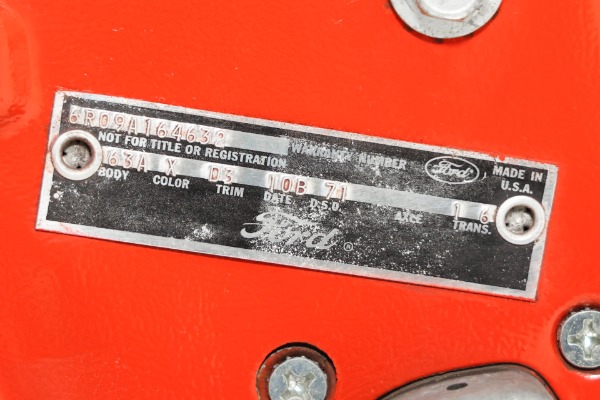 6R09A164632 WARRANTY NUMBER Ford MADE IN U.S.A.
NOT FOR TITLE OR REGISTRATION
63A X 10B 71 1 6
BODY COLOR TRIM DATE D.S.O. AXLE TRANS.
Ford ®